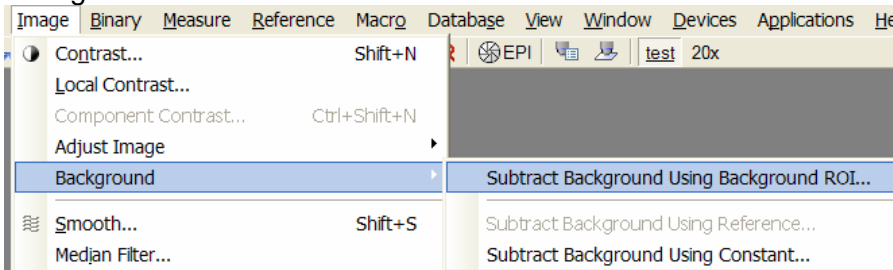 Image Binary Measure Reference Macro Database View Window Devices Applications He
Contrast... Shift+N EPI test 20x
Local Contrast...
Component Contrast... Ctrl+Shift+N
Adjust Image
Background Subtract Background Using Background ROI...
Smooth... Shift+S Subtract Background Using Reference...
Median Filter... Subtract Background Using Constant...